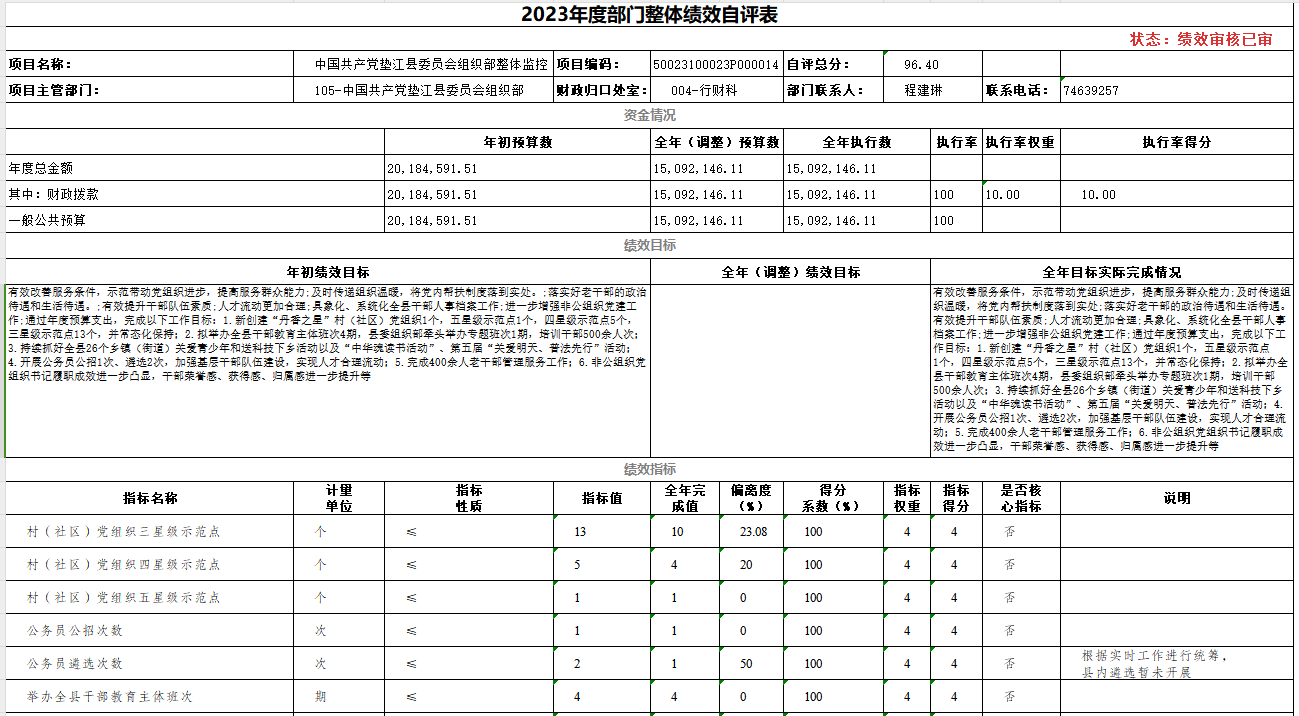 2023年度部门整体绩效自评表
状态：绩效审核已审
项目名称： 中国共产党垫江县委员会组织部整体监控 项目编码： 50023100023P000014 自评总分： 96.40
项目主管部门： 105-中国共产党垫江县委员会组织部 财政归口处室： 004-行财科 部门联系人： 程建琳 联系电话： 74639257
资金情况
年初预算数 全年（调整）预算数 全年执行数 执行率 执行率权重 执行率得分
年度总金额 20,184,591.51 15,092,146.11 15,092,146.11
其中：财政拨款 20,184,591.51 15,092,146.11 15,092,146.11 100 10.00 10.00
一般公共预算 20,184,591.51 15,092,146.11 15,092,146.11 100
绩效目标
年初绩效目标 全年（调整）绩效目标 全年目标实际完成情况
有效改善服务条件，示范带动党组织进步，提高服务群众能力;及时传递组织温暖，将党内帮扶制度落到实处。;落实好老干部的政治
待遇和生活待遇。;有效提升干部队伍素质;人才流动更加合理;具象化、系统化全县干部人事档案工作;进一步增强非公组织党建工
作;通过年度预算支出，完成以下工作目标：1.新创建“丹香之星”村（社区）党组织1个，五星级示范点1个，四星级示范点5个，
三星级示范点13个，并常态化保持；2.拟举办全县干部教育主体班次4期，县委组织部牵头举办专题班次1期，培训干部500余人次；
3.持续抓好全县26个乡镇（街道）关爱青少年和送科技下乡活动以及“中华魂读书活动”、第五届“关爱明天、普法先行”活动；
4.开展公务员公招1次、遴选2次，加强基层干部队伍建设，实现人才合理流动；5.完成400余人老干部管理服务工作；6.非公组织党
组织书记履职成效进一步凸显，干部荣誉感、获得感、归属感进一步提升等
有效改善服务条件，示范带动党组织进步，提高服务群众能力;及时传递组
织温暖，将党内帮扶制度落到实处;落实好老干部的政治待遇和生活待遇。
有效提升干部队伍素质;人才流动更加合理;具象化、系统化全县干部人事
档案工作;进一步增强非公组织党建工作;通过年度预算支出，完成以下工
作目标：1.新创建“丹香之星”村（社区）党组织1个，五星级示范点
1个，四星级示范点5个，三星级示范点13个，并常态化保持；2.拟举办全
县干部教育主体班次4期，县委组织部牵头举办专题班次1期，培训干部
500余人次；3.持续抓好全县26个乡镇（街道）关爱青少年和送科技下乡
活动以及“中华魂读书活动”、第五届“关爱明天、普法先行”活动；4.
开展公务员公招1次、遴选2次，加强基层干部队伍建设，实现人才合理流
动；5.完成400余人老干部管理服务工作；6.非公组织党组织书记履职成
效进一步凸显，干部荣誉感、获得感、归属感进一步提升等
绩效指标
指标名称 计量单位 指标性质 指标值 全年完成值 偏离度（%） 得分系数（%） 指标权重 指标得分 是否核心指标 说明
村（社区）党组织三星级示范点 个 ≤ 13 10 23.08 100 4 4 否
村（社区）党组织四星级示范点 个 ≤ 5 4 20 100 4 4 否
村（社区）党组织五星级示范点 个 ≤ 1 1 0 100 4 4 否
公务员公招次数 次 ≤ 1 1 0 100 4 4 否
公务员遴选次数 次 ≤ 2 1 50 100 4 4 否 根据实时工作进行统筹，
县内遴选暂未开展
举办全县干部教育主体班次 期 ≤ 4 4 0 100 4 4 否